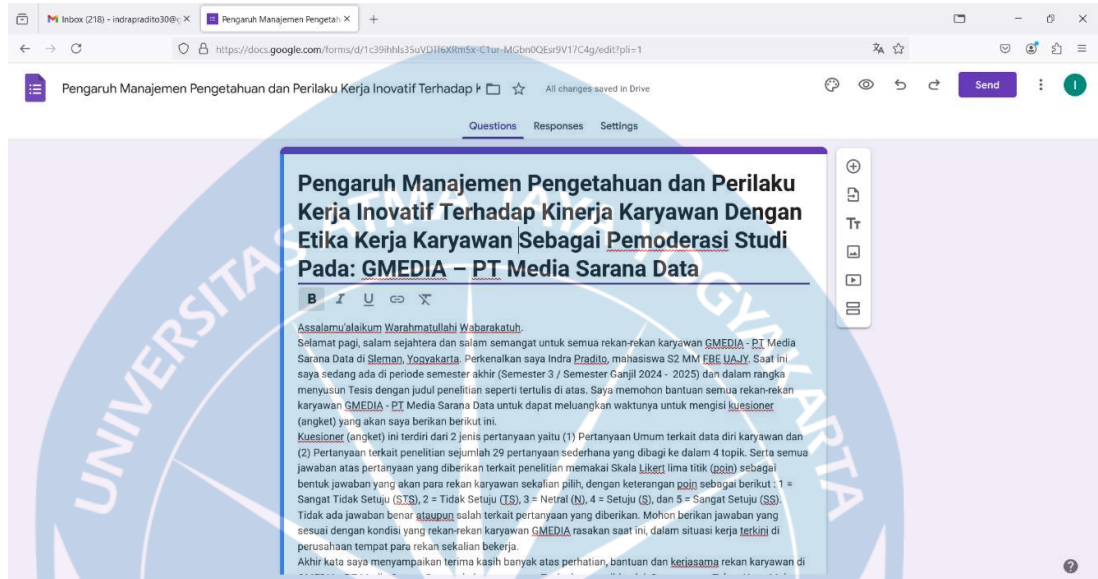 Inbox (218) - indrapradito30@g
Pengaruh Manajemen Pengetah
https://docs.google.com/forms/d/1c39ihhls35uVDTf6XRmSx-C1ur-MGbn0QEsr9V17C4g/edit?pli=1
Pengaruh Manajemen Pengetahuan dan Perilaku Kerja Inovatif Terhadap K
All changes saved in Drive
Send
I
Questions Responses Settings
Pengaruh Manajemen Pengetahuan dan Perilaku
Kerja Inovatif Terhadap Kinerja Karyawan Dengan
Etika Kerja Karyawan Sebagai Pemoderasi Studi
Pada: GMEDIA – PT Media Sarana Data
B I U
Assalamu'alaikum Warahmatullahi Wabarakatuh.
Selamat pagi, salam sejahtera dan salam semangat untuk semua rekan-rekan karyawan GMEDIA - PT Media
Sarana Data di Sleman, Yogyakarta. Perkenalkan saya Indra Pradito, mahasiswa S2 MM FBE UAJY. Saat ini
saya sedang ada di periode semester akhir (Semester 3 / Semester Ganjil 2024 - 2025) dan dalam rangka
menyusun Tesis dengan judul penelitian seperti tertulis di atas. Saya memohon bantuan semua rekan-rekan
karyawan GMEDIA - PT Media Sarana Data untuk dapat meluangkan waktunya untuk mengisi kuesioner
(angket) yang akan saya berikan berikut ini.
Kuesioner (angket) ini terdiri dari 2 jenis pertanyaan yaitu (1) Pertanyaan Umum terkait data diri karyawan dan
(2) Pertanyaan terkait penelitian sejumlah 29 pertanyaan sederhana yang dibagi ke dalam 4 topik. Serta semua
jawaban atas pertanyaan yang diberikan terkait penelitian memakai Skala Likert lima titik (poin) sebagai
bentuk jawaban yang akan para rekan karyawan sekalian pilih, dengan keterangan poin sebagai berikut : 1 =
Sangat Tidak Setuju (STS), 2 = Tidak Setuju (TS), 3 = Netral (N), 4 = Setuju (S), dan 5 = Sangat Setuju (SS).
Tidak ada jawaban benar ataupun salah terkait pertanyaan yang diberikan. Mohon berikan jawaban yang
sesuai dengan kondisi yang rekan-rekan karyawan GMEDIA rasakan saat ini, dalam situasi kerja terkini di
perusahaan tempat para rekan sekalian bekerja.
Akhir kata saya menyampaikan terima kasih banyak atas perhatian, bantuan dan kerjasama rekan karyawan di
UNIVERSITAS ATMA JAYA YOGYAKARTA